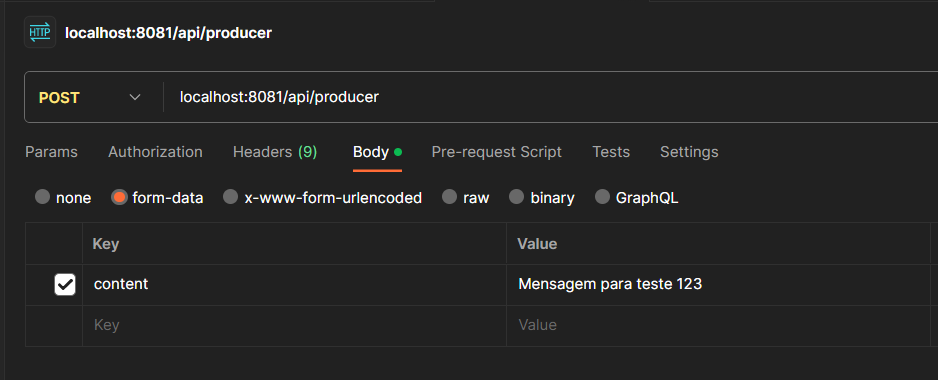 HTTP localhost:8081/api/producer
POST localhost:8081/api/producer
Params Authorization Headers (9) Body Pre-request Script Tests Settings
none form-data x-www-form-urlencoded raw binary GraphQL
Key Value
content Mensagem para teste 123
Key Value